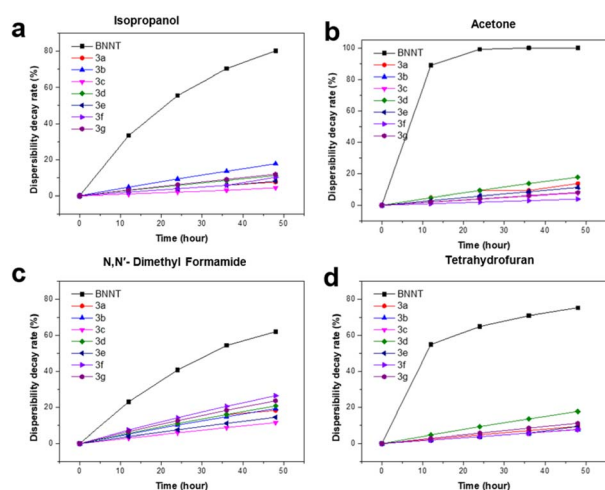 a
Isopropanol
Dispersibility decay rate (%)
80
60
40
20
0
BNNT
3a
3b
3c
3d
3e
3f
3g
0
10
20
30
40
50
Time (hour)
b
Acetone
Dispersibility decay rate (%)
100
80
60
40
20
0
BNNT
3a
3b
3c
3d
3e
3f
3g
0
10
20
30
40
50
Time (hour)
c
N,N′- Dimethyl Formamide
Dispersibility decay rate (%)
80
60
40
20
0
BNNT
3a
3b
3c
3d
3e
3f
3g
0
10
20
30
40
50
Time (hour)
d
Tetrahydrofuran
Dispersibility decay rate (%)
80
60
40
20
0
BNNT
3a
3b
3c
3d
3e
3f
3g
0
10
20
30
40
50
Time (hour)